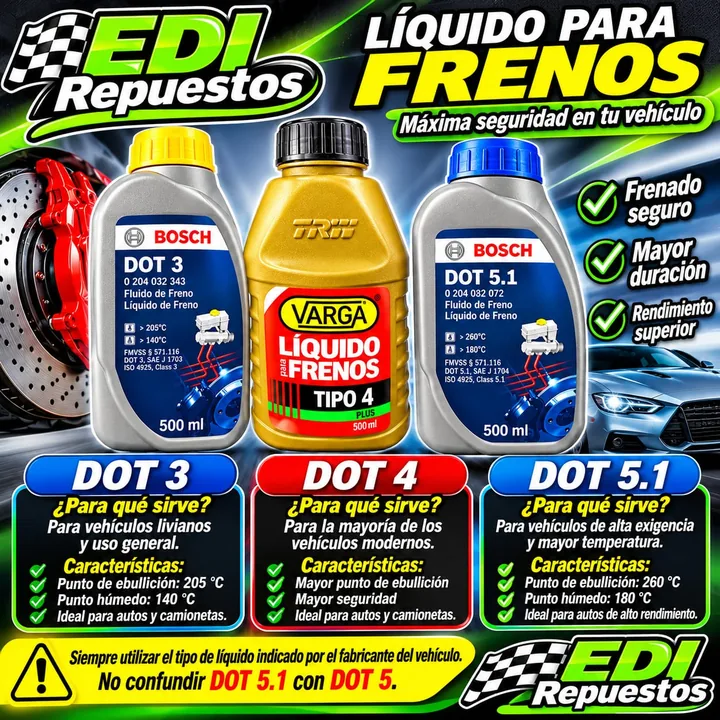 EDI
Repuestos
LÍQUIDO PARA
FRENOS
Máxima seguridad en tu vehículo
Frenado
seguro
Mayor
duración
Rendimiento
superior
BOSCH
DOT 3
0 204 032 343
Fluido de Freno
Líquido de Freno
> 205°C
> 140°C
FMVSS § 571.116
DOT 3, SAE J 1703
ISO 4925, Class 3
500 ml
TRW
VARGA
LÍQUIDO
para
FRENOS
TIPO 4
PLUS
500 ml
BOSCH
DOT 5.1
0 204 032 072
Fluido de Freno
Líquido de Freno
> 260°C
> 180°C
FMVSS § 571.116
DOT 5.1, SAE J 1704
ISO 4925, Class 5.1
500 ml
DOT 3
¿Para qué sirve?
Para vehículos livianos
y uso general.
Características:
Punto de ebullición: 205 °C
Punto húmedo: 140 °C
Ideal para autos y camionetas.
DOT 4
¿Para qué sirve?
Para la mayoría de los
vehículos modernos.
Características:
Mayor punto de ebullición
Mayor seguridad
Ideal para autos y camionetas.
DOT 5.1
¿Para qué sirve?
Para vehículos de alta exigencia
y mayor temperatura.
Características:
Punto de ebullición: 260 °C
Punto húmedo: 180 °C
Ideal para autos de alto rendimiento.
Siempre utilizar el tipo de líquido indicado por el fabricante del vehículo.
No confundir DOT 5.1 con DOT 5.
EDI
Repuestos